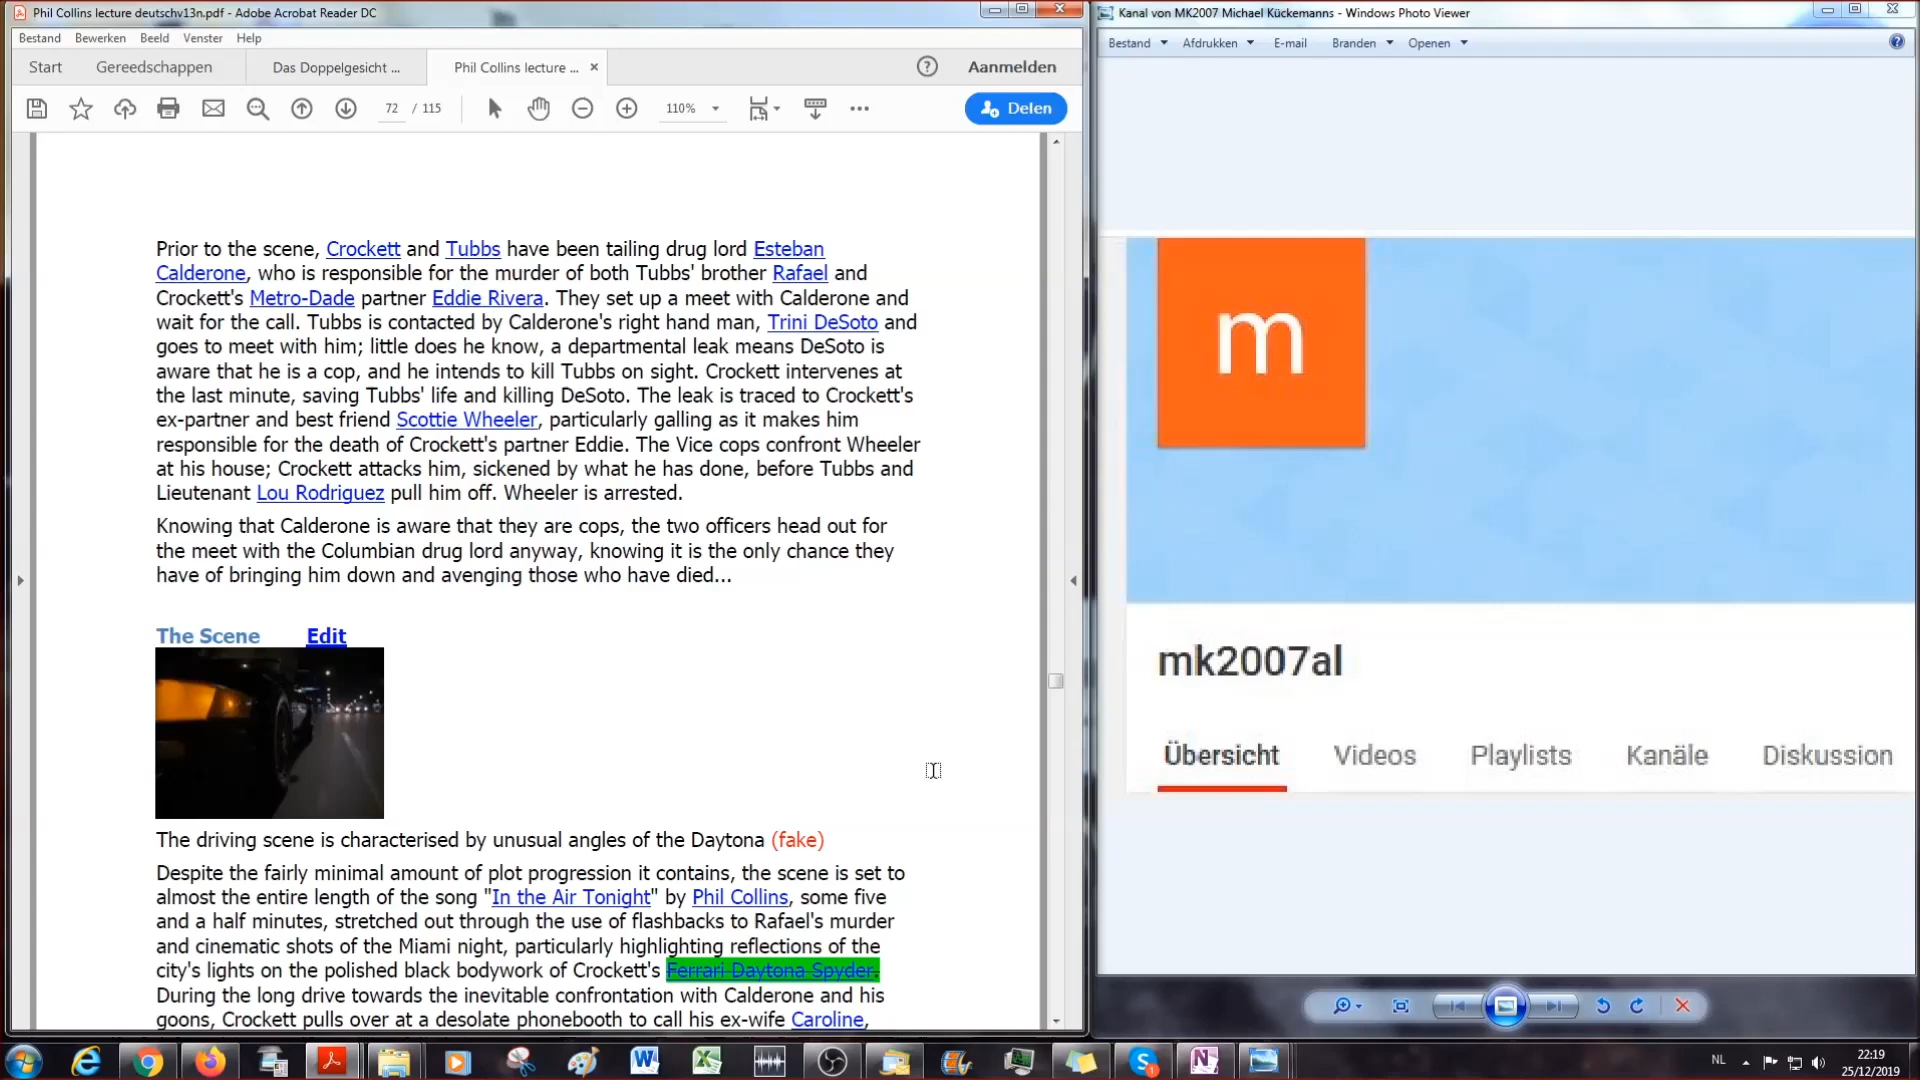 Phil Collins lecture deutschv13n.pdf - Adobe Acrobat Reader DC
Bestand Bewerken Beeld Venster Help
Start Gereedschappen Das Doppelgesicht ... Phil Collins lecture ... × Aanmelden
72 / 115 110% Delen
Prior to the scene, Crockett and Tubbs have been tailing drug lord Esteban
Calderone, who is responsible for the murder of both Tubbs' brother Rafael and
Crockett's Metro-Dade partner Eddie Rivera. They set up a meet with Calderone and
wait for the call. Tubbs is contacted by Calderone's right hand man, Trini DeSoto and
goes to meet with him; little does he know, a departmental leak means DeSoto is
aware that he is a cop, and he intends to kill Tubbs on sight. Crockett intervenes at
the last minute, saving Tubbs' life and killing DeSoto. The leak is traced to Crockett's
ex-partner and best friend Scottie Wheeler, particularly galling as it makes him
responsible for the death of Crockett's partner Eddie. The Vice cops confront Wheeler
at his house; Crockett attacks him, sickened by what he has done, before Tubbs and
Lieutenant Lou Rodriguez pull him off. Wheeler is arrested.
Knowing that Calderone is aware that they are cops, the two officers head out for
the meet with the Columbian drug lord anyway, knowing it is the only chance they
have of bringing him down and avenging those who have died...
The Scene Edit
The driving scene is characterised by unusual angles of the Daytona (fake)
Despite the fairly minimal amount of plot progression it contains, the scene is set to
almost the entire length of the song "In the Air Tonight" by Phil Collins, some five
and a half minutes, stretched out through the use of flashbacks to Rafael's murder
and cinematic shots of the Miami night, particularly highlighting reflections of the
city's lights on the polished black bodywork of Crockett's Ferrari Daytona Spyder.
During the long drive towards the inevitable confrontation with Calderone and his
goons, Crockett pulls over at a desolate phonebooth to call his ex-wife Caroline,
Kanal von MK2007 Michael Kückemanns - Windows Photo Viewer
Bestand Afdrukken E-mail Branden Openen
m
mk2007al
Übersicht Videos Playlists Kanäle Diskussion
NL
22:19
25/12/2019